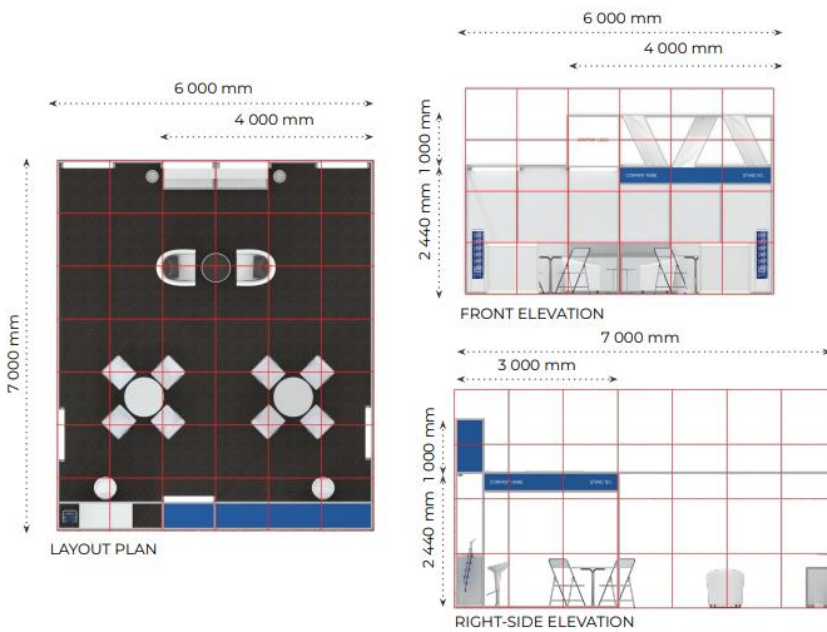 6 000 mm
4 000 mm
7 000 mm
LAYOUT PLAN
6 000 mm
4 000 mm
1 000 mm
2 440 mm
COMPANY LOGO
COMPANY NAME STAND NO.
FRONT ELEVATION
7 000 mm
3 000 mm
1 000 mm
2 440 mm
COMPANY NAME STAND NO.
RIGHT-SIDE ELEVATION